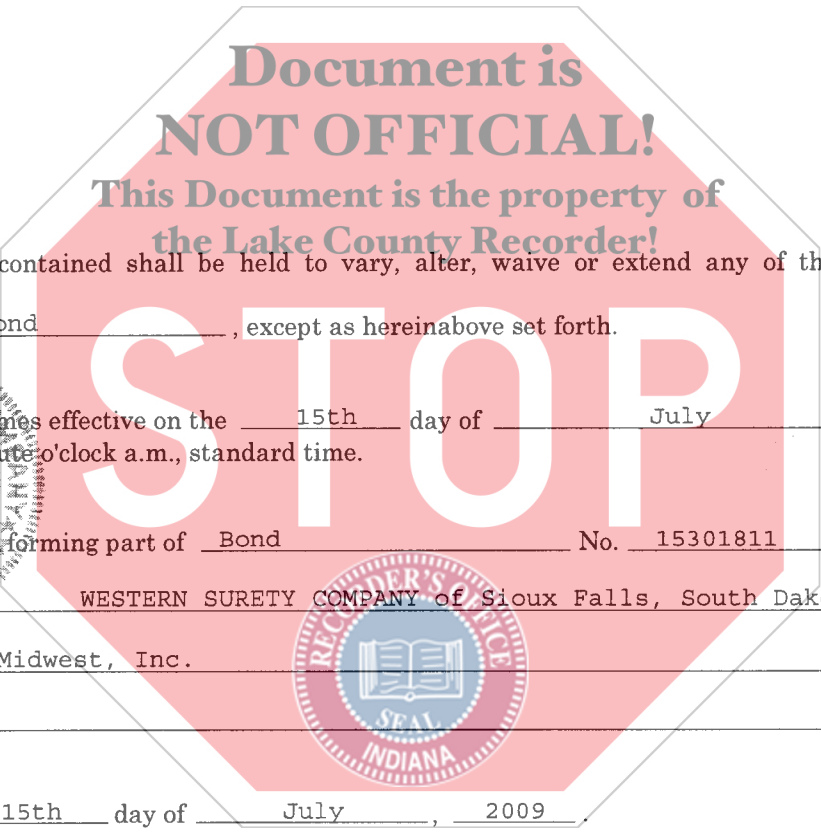 Document is
NOT OFFICIAL!
This Document is the property of
the Lake County Recorder!
contained shall be held to vary, alter, waive or extend any of th
ond , except as hereinabove set forth.
STOP
mes effective on the 15th day of July
ute o'clock a.m., standard time.
forming part of Bond No. 15301811
WESTERN SURETY COMPANY of Sioux Falls, South Dak
Midwest, Inc.
RECORDER'S OFFICE
SEAL
INDIANA
15th day of July, 2009.